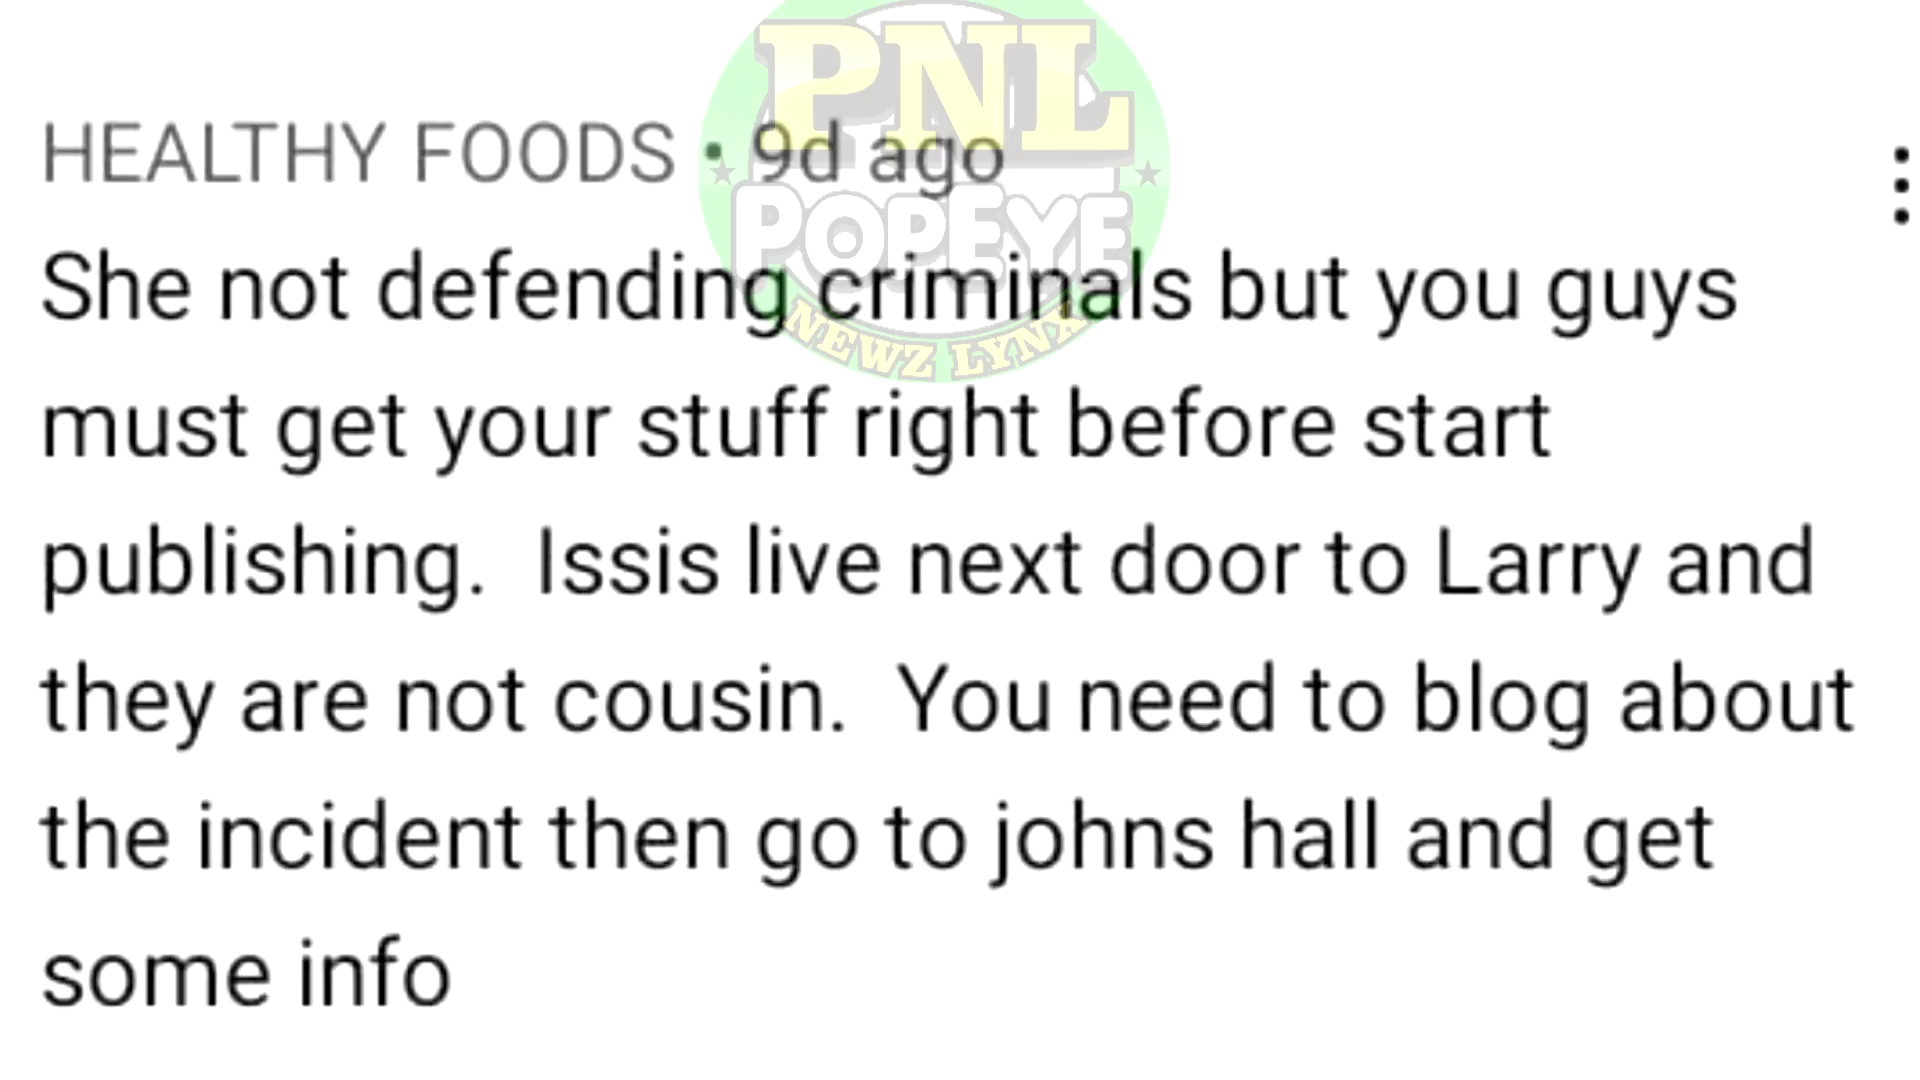 PNL
HEALTHY FOODS • 9d ago
POPEYE
She not defending criminals but you guys
NEWZ LYNX
must get your stuff right before start
publishing.  Issis live next door to Larry and
they are not cousin.  You need to blog about
the incident then go to johns hall and get
some info